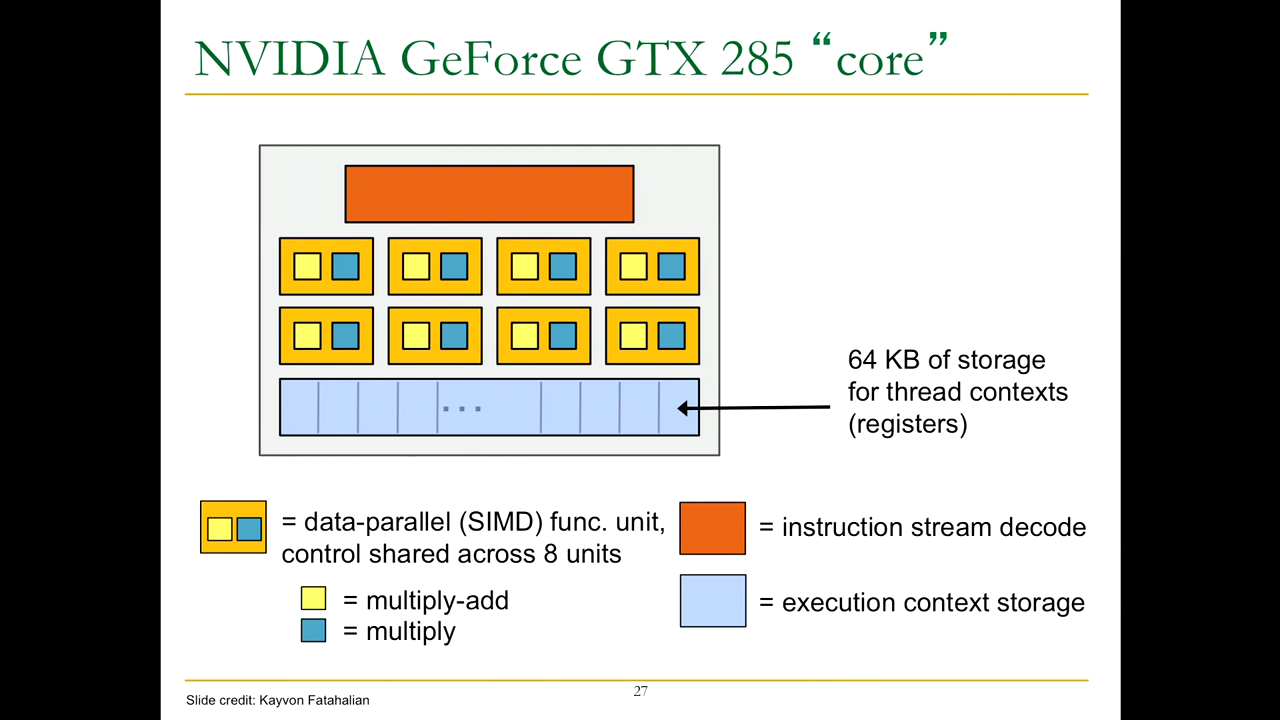 NVIDIA GeForce GTX 285 “core”
64 KB of storage
for thread contexts
(registers)
= data-parallel (SIMD) func. unit,
control shared across 8 units
= multiply-add
= multiply
= instruction stream decode
= execution context storage
Slide credit: Kayvon Fatahalian
27